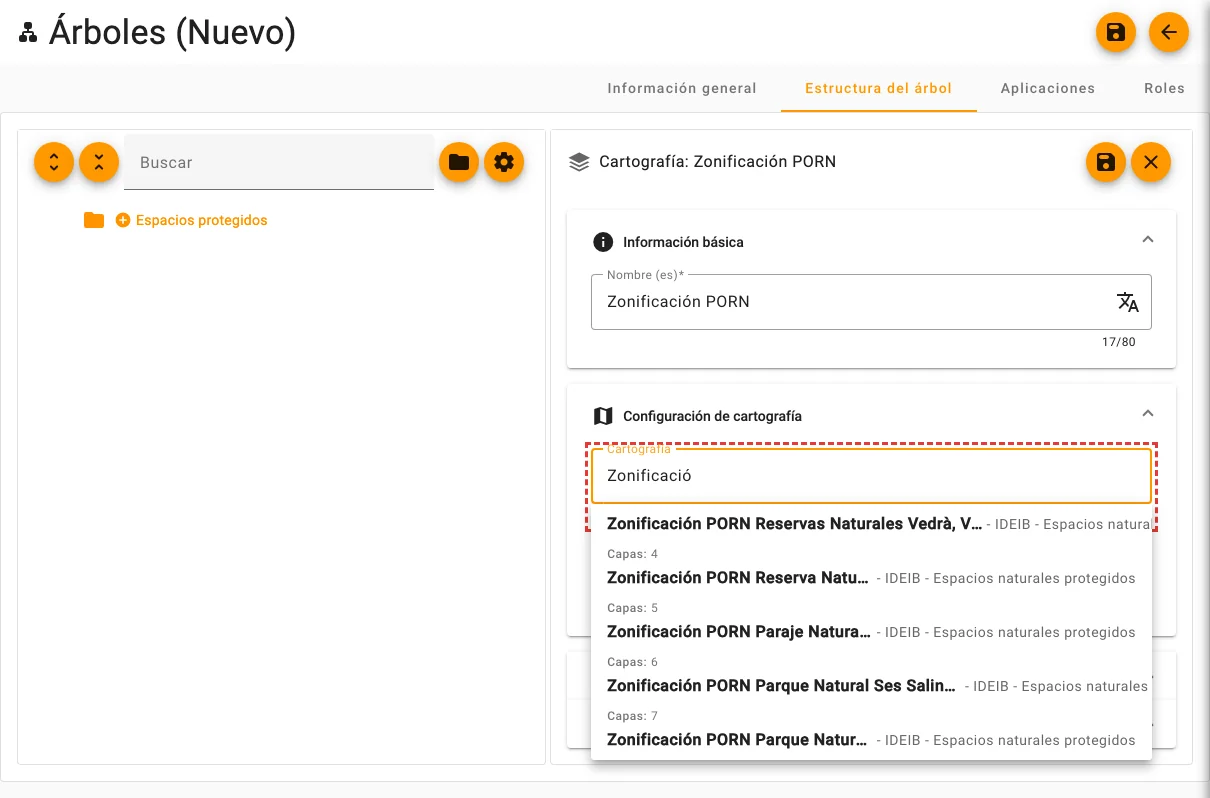 Árboles (Nuevo)
Información general
Estructura del árbol
Aplicaciones
Roles
Buscar
Espacios protegidos
Cartografía: Zonificación PORN
Información básica
Nombre (es)*
Zonificación PORN
17/80
Configuración de cartografía
Cartografía
Zonificació
Zonificación PORN Reservas Naturales Vedrà, V… - IDEIB - Espacios natural
Capas: 4
Zonificación PORN Reserva Natu… - IDEIB - Espacios naturales protegidos
Capas: 5
Zonificación PORN Paraje Natura… - IDEIB - Espacios naturales protegidos
Capas: 6
Zonificación PORN Parque Natural Ses Salin… - IDEIB - Espacios naturales
Capas: 7
Zonificación PORN Parque Natur… - IDEIB - Espacios naturales protegidos